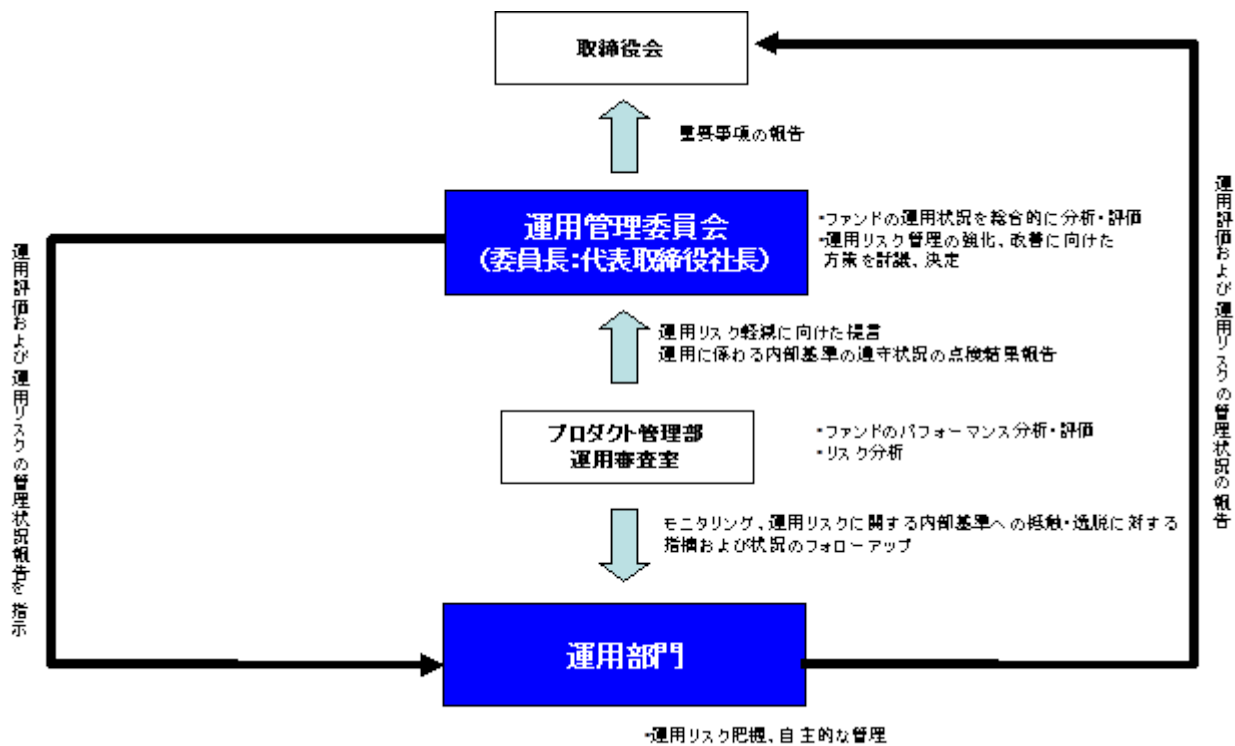 取締役会
重要事項の報告
運用管理委員会
(委員長:代表取締役社長)
・ファンドの運用状況を総合的に分析・評価
・運用リスク管理の強化、改善に向けた
方策を討議、決定
運用リスク軽減に向けた提言
運用に係わる内部基準の遵守状況の点検結果報告
プロダクト管理部
運用審査室
・ファンドのパフォーマンス分析・評価
・リスク分析
モニタリング、運用リスクに関する内部基準への抵触・逸脱に対する
指摘および状況のフォローアップ
運用部門
・運用リスク把握、自主的な管理
運用評価および運用リスクの管理状況報告を指示
運用評価および運用リスクの管理状況の報告